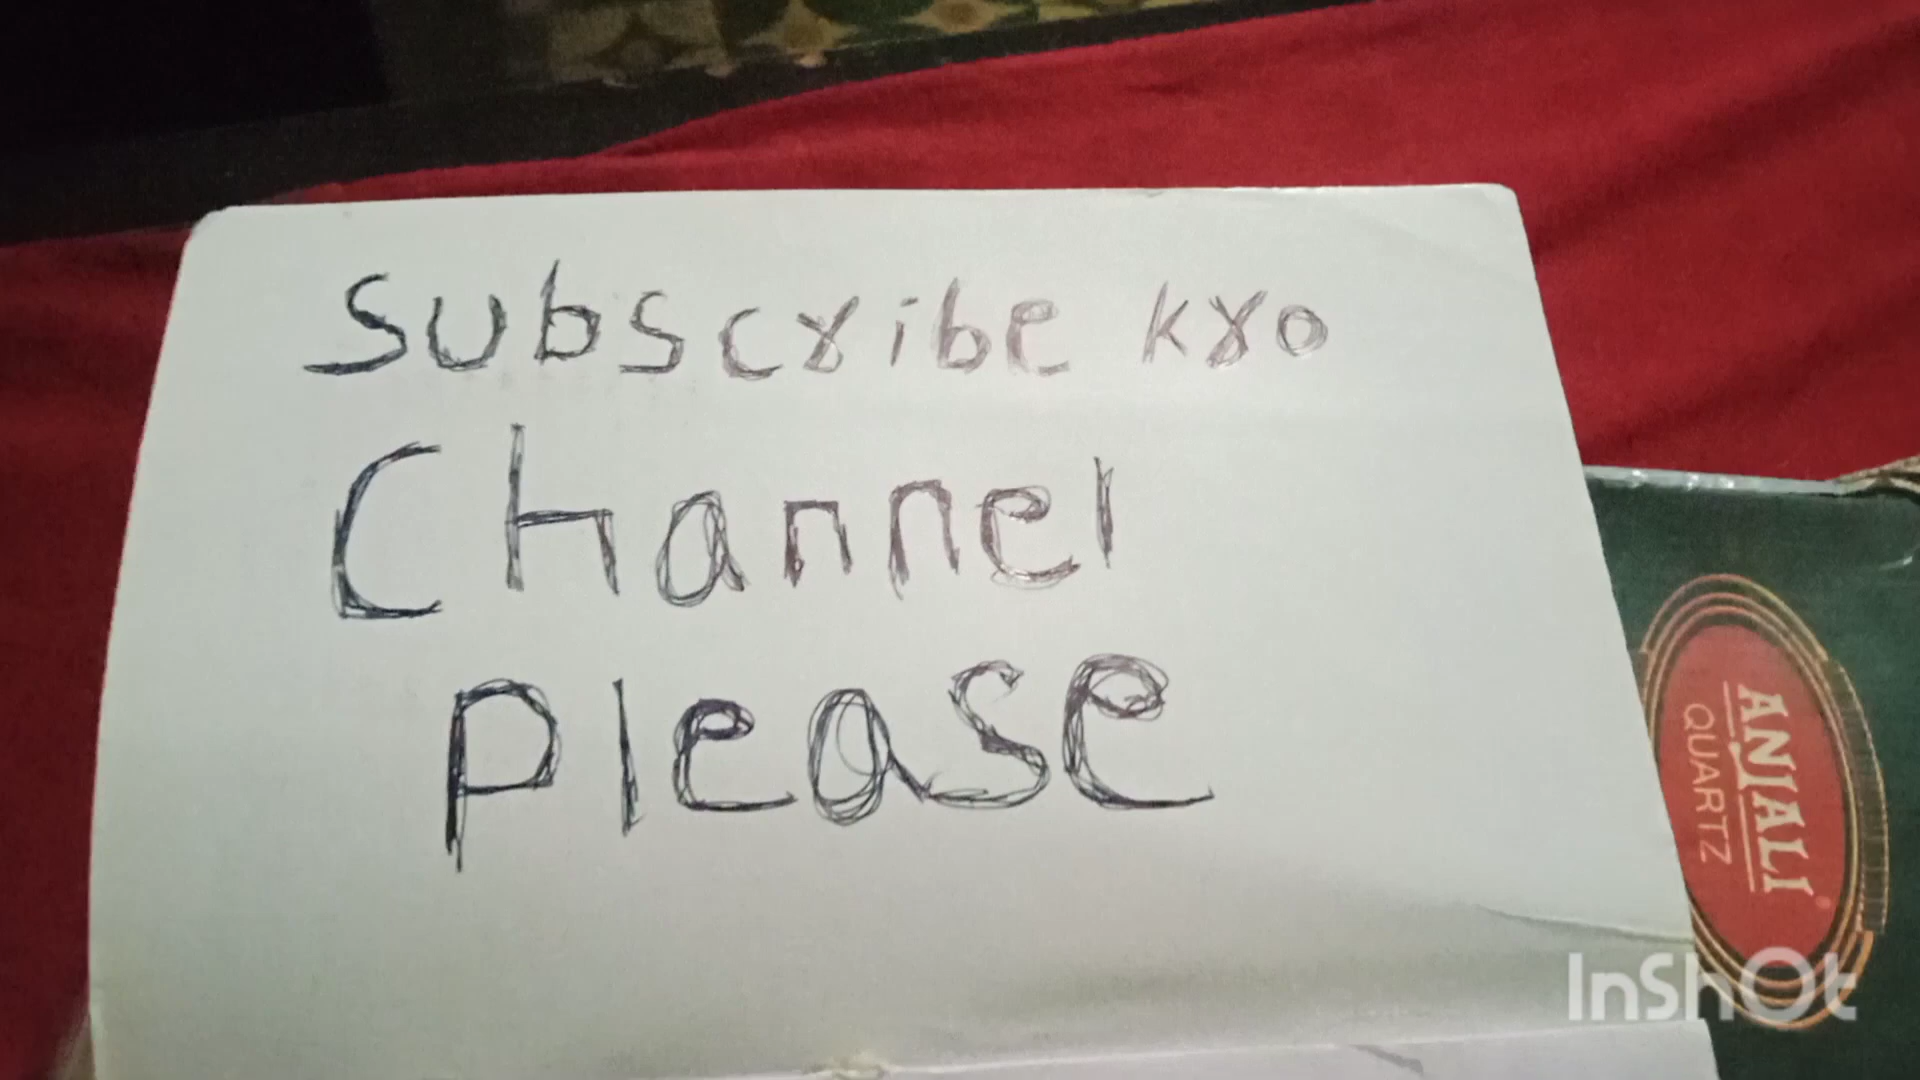 Subscribe kro
Channel
please
ANJALI
QUARTZ
InShOt